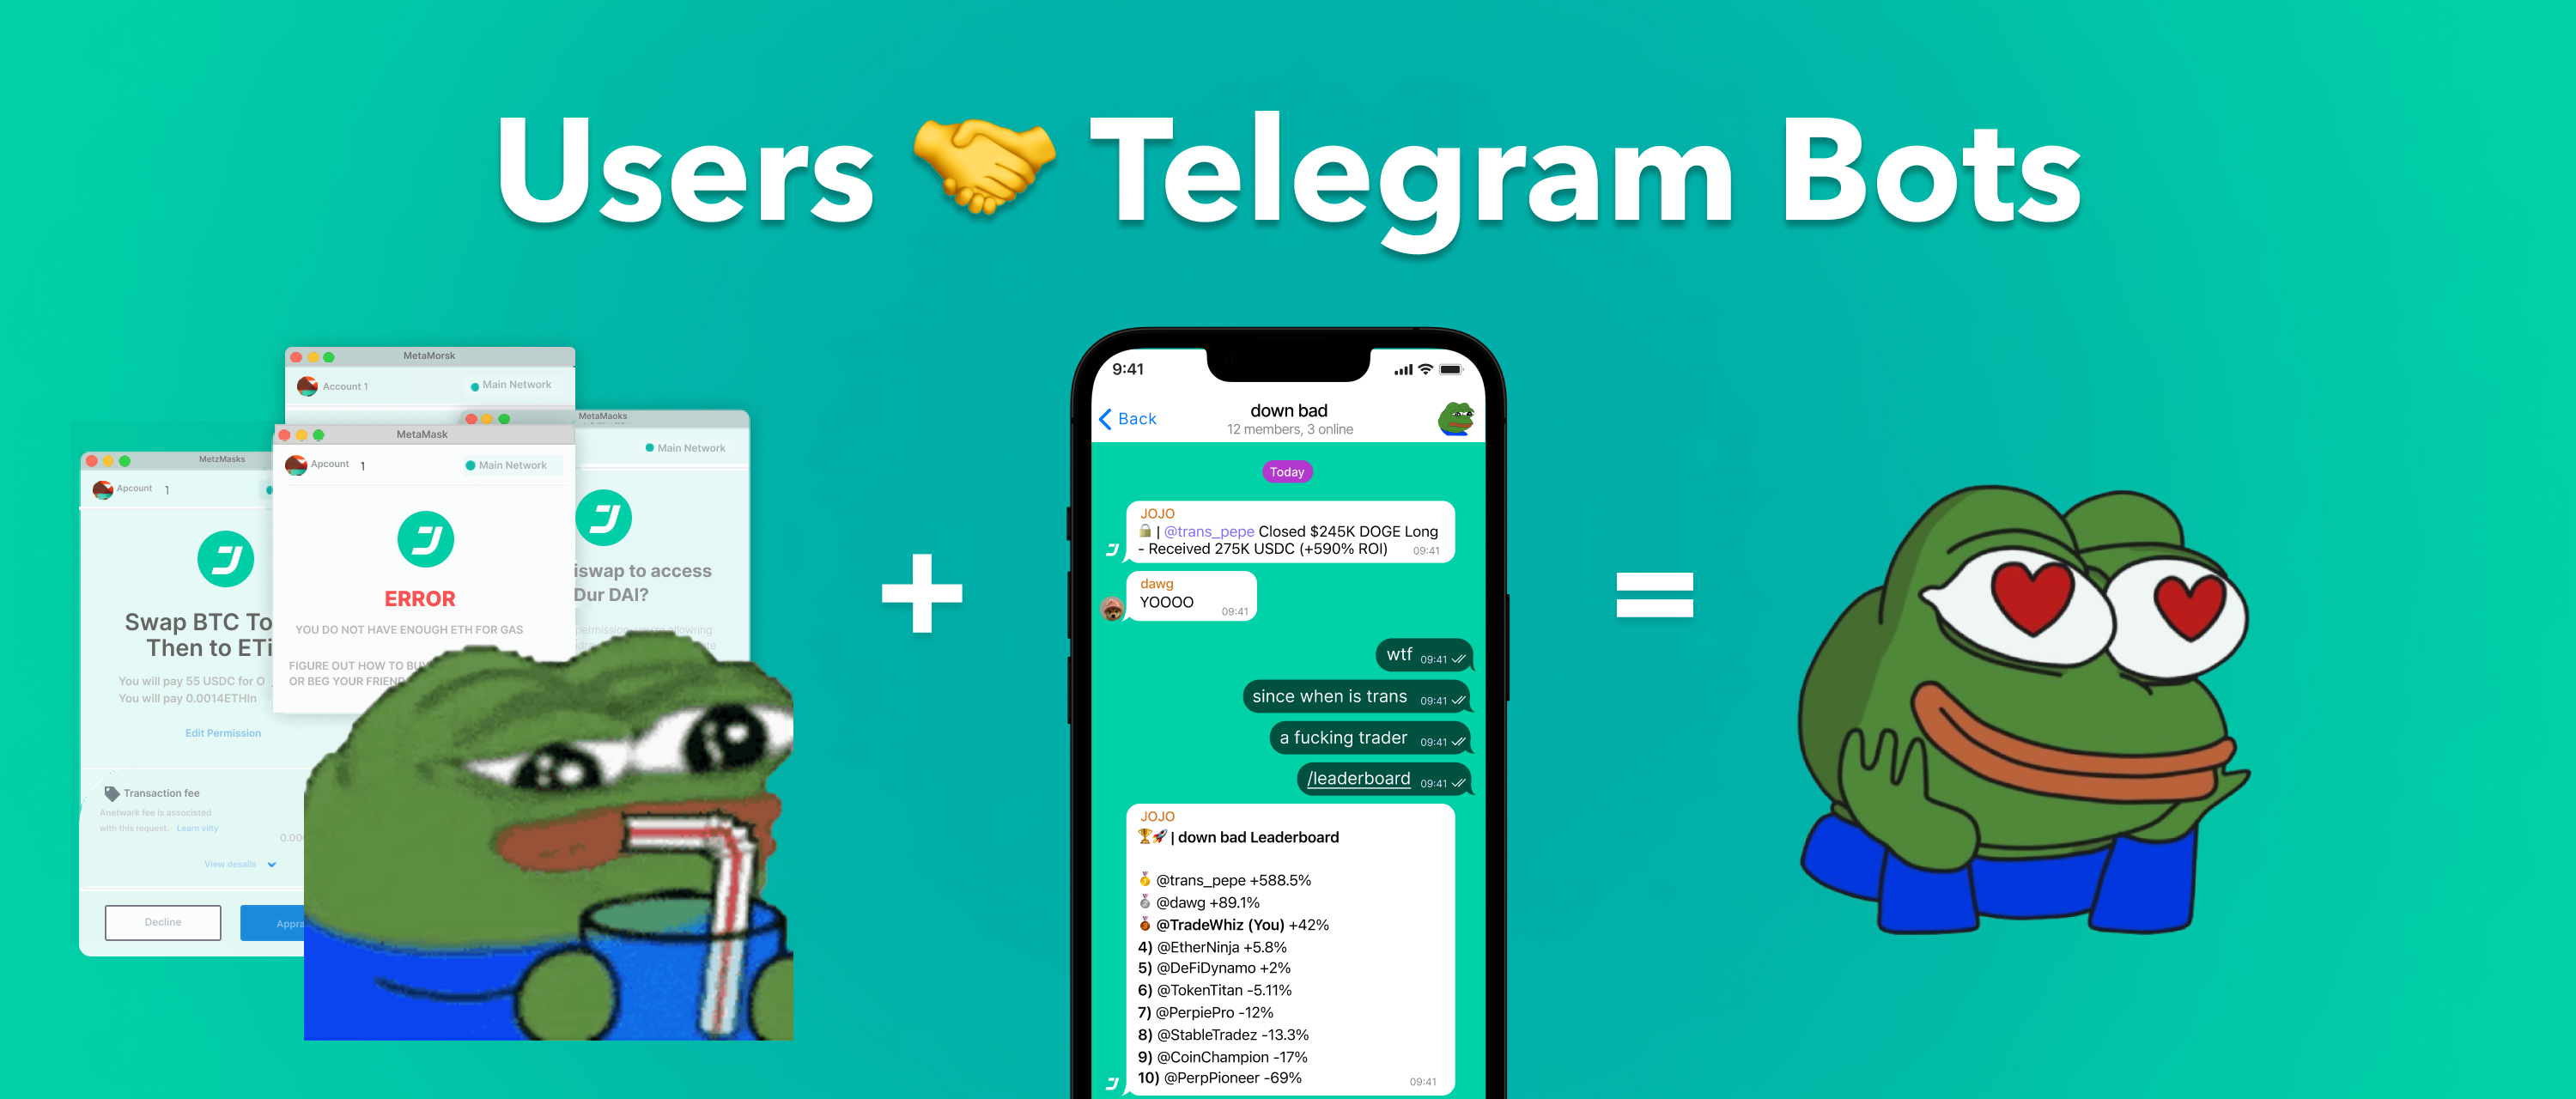 Users 🤝 Telegram Bots
MetaMorsk
Account 1
Main Network
MetaMaoks
Main Network
iswap to access
Dur DAI?
MetzMasks
Apcount 1
Swap BTC To
Then to ETi
You will pay 55 USDC for O
You will pay 0.0014ETHIn
Edit Permission
Transaction fee
Anetwark fee is associsted
with this request. Learn vilty
0.00
View desails
Decline
Appra
MetaMask
Apcount 1
Main Network
ERROR
YOU DO NOT HAVE ENOUGH ETH FOR GAS
FIGURE OUT HOW TO BU
OR BEG YOUR FRIEND
+
9:41
Back
down bad
12 members, 3 online
Today
JOJO
🔒 | @trans_pepe Closed $245K DOGE Long
- Received 275K USDC (+590% ROI) 09:41
dawg
YOOOO 09:41
wtf 09:41
since when is trans 09:41
a fucking trader 09:41
/leaderboard 09:41
JOJO
🏆🚀 | down bad Leaderboard
🥇 @trans_pepe +588.5%
🥈 @dawg +89.1%
🥉 @TradeWhiz (You) +42%
4) @EtherNinja +5.8%
5) @DeFiDynamo +2%
6) @TokenTitan -5.11%
7) @PerpiePro -12%
8) @StableTradez -13.3%
9) @CoinChampion -17%
10) @PerpPioneer -69% 09:41
=